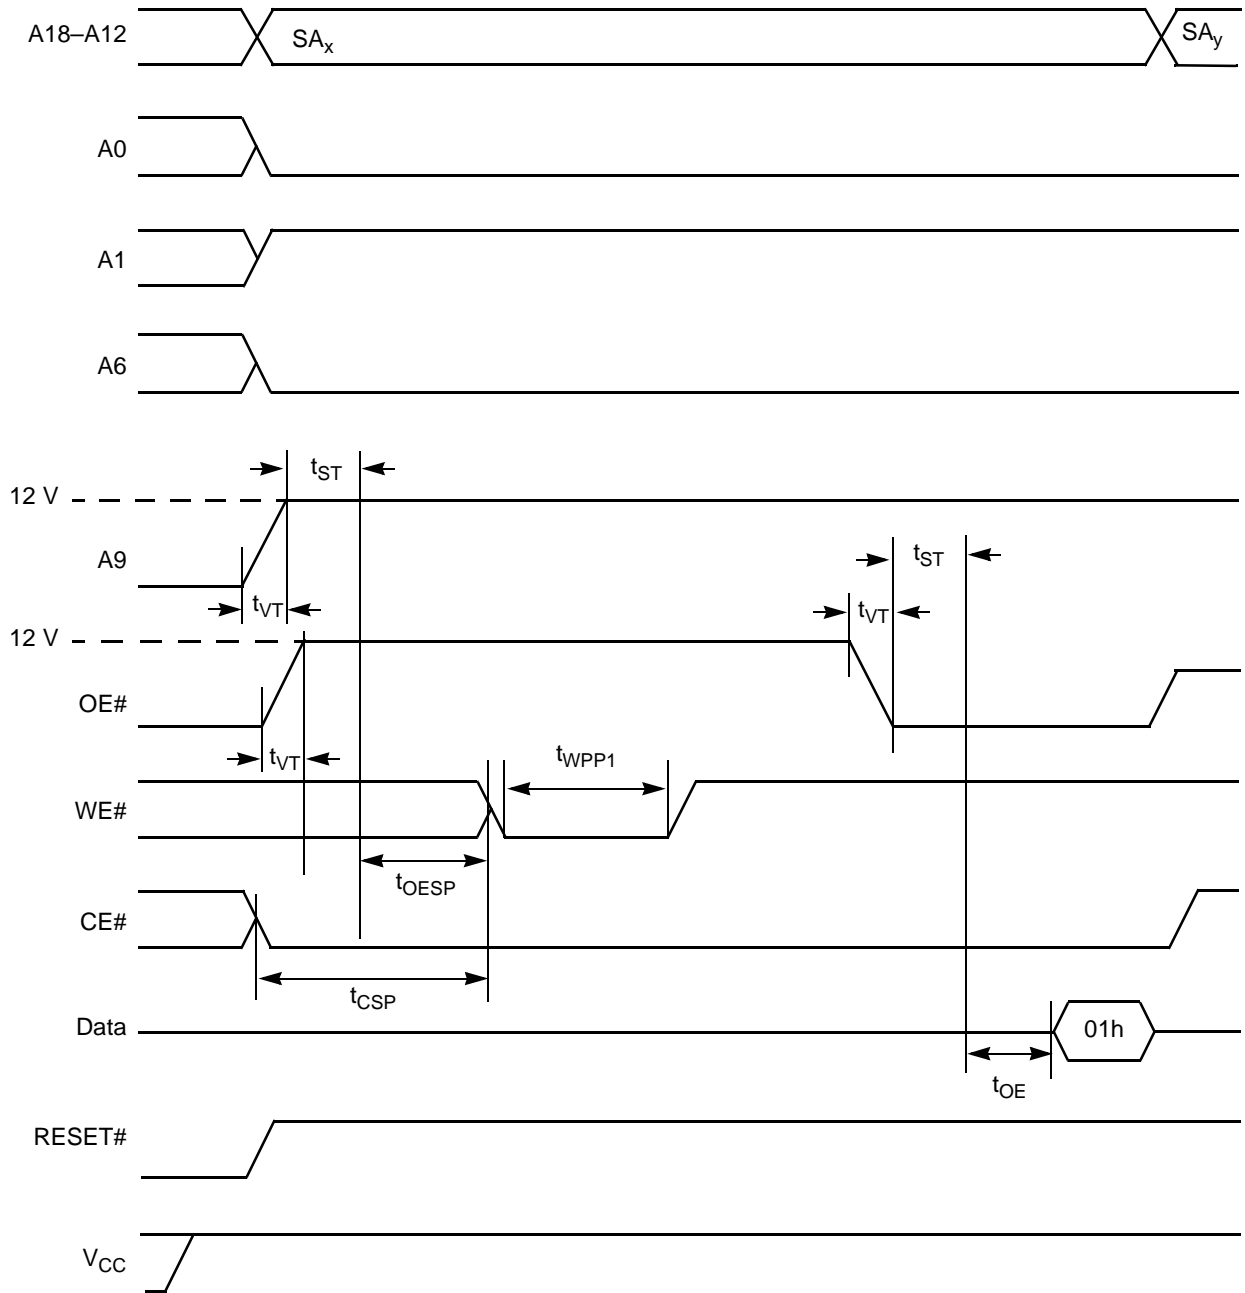 A18–A12
SAx
SAy
A0
A1
A6
tST
12 V
A9
tST
tVT
tVT
12 V
OE#
tVT
tWPP1
WE#
tOESP
CE#
tCSP
Data
01h
tOE
RESET#
VCC